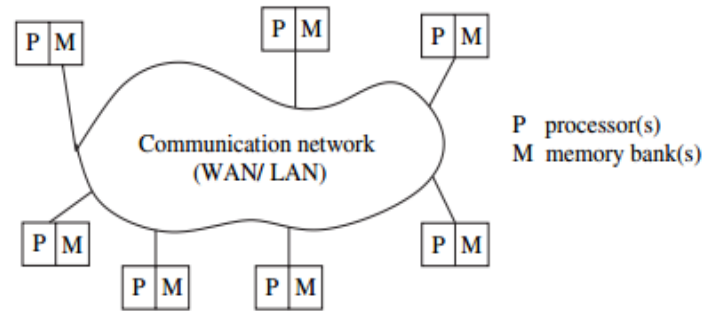 P M
P M
P M
P processor(s)
M memory bank(s)
Communication network
(WAN/ LAN)
P M
P M
P M
P M